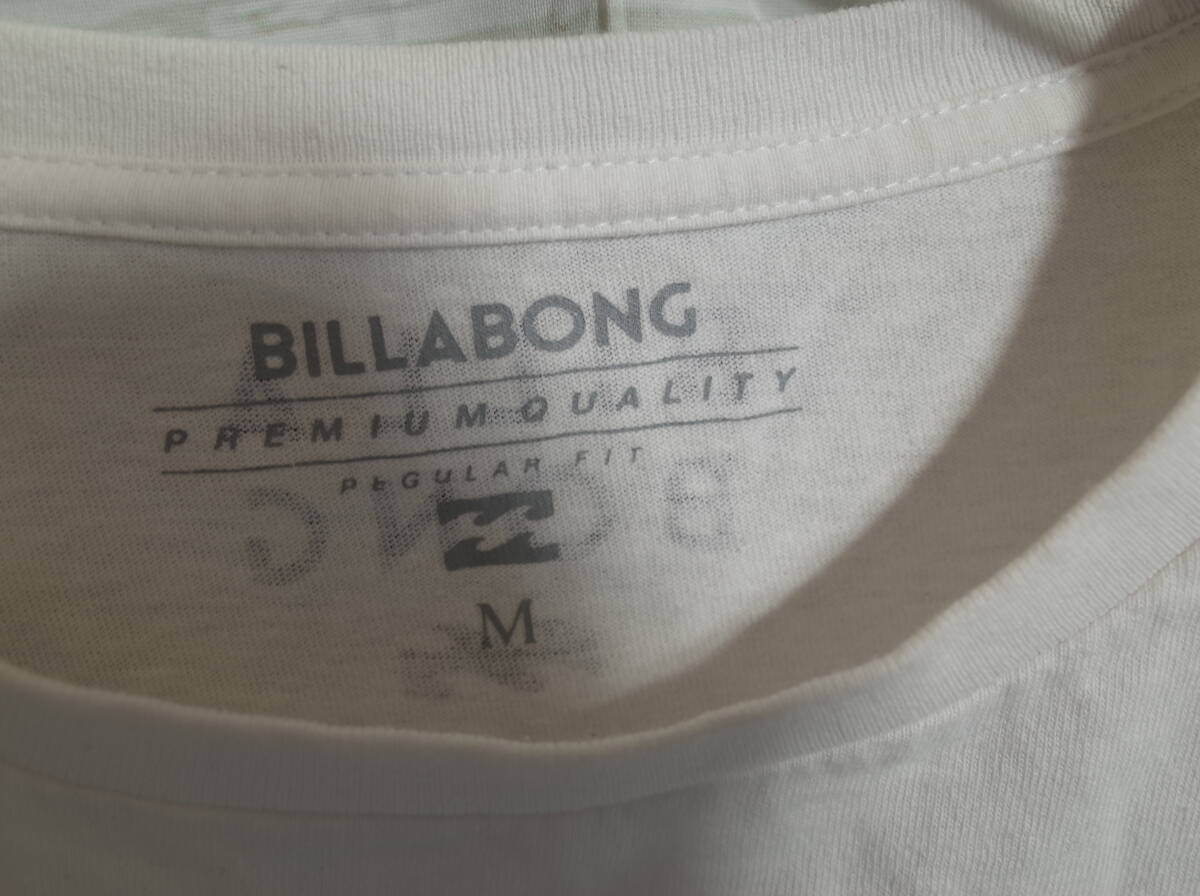 BILLABONG
PREMIUM QUALITY
REGULAR FIT
M